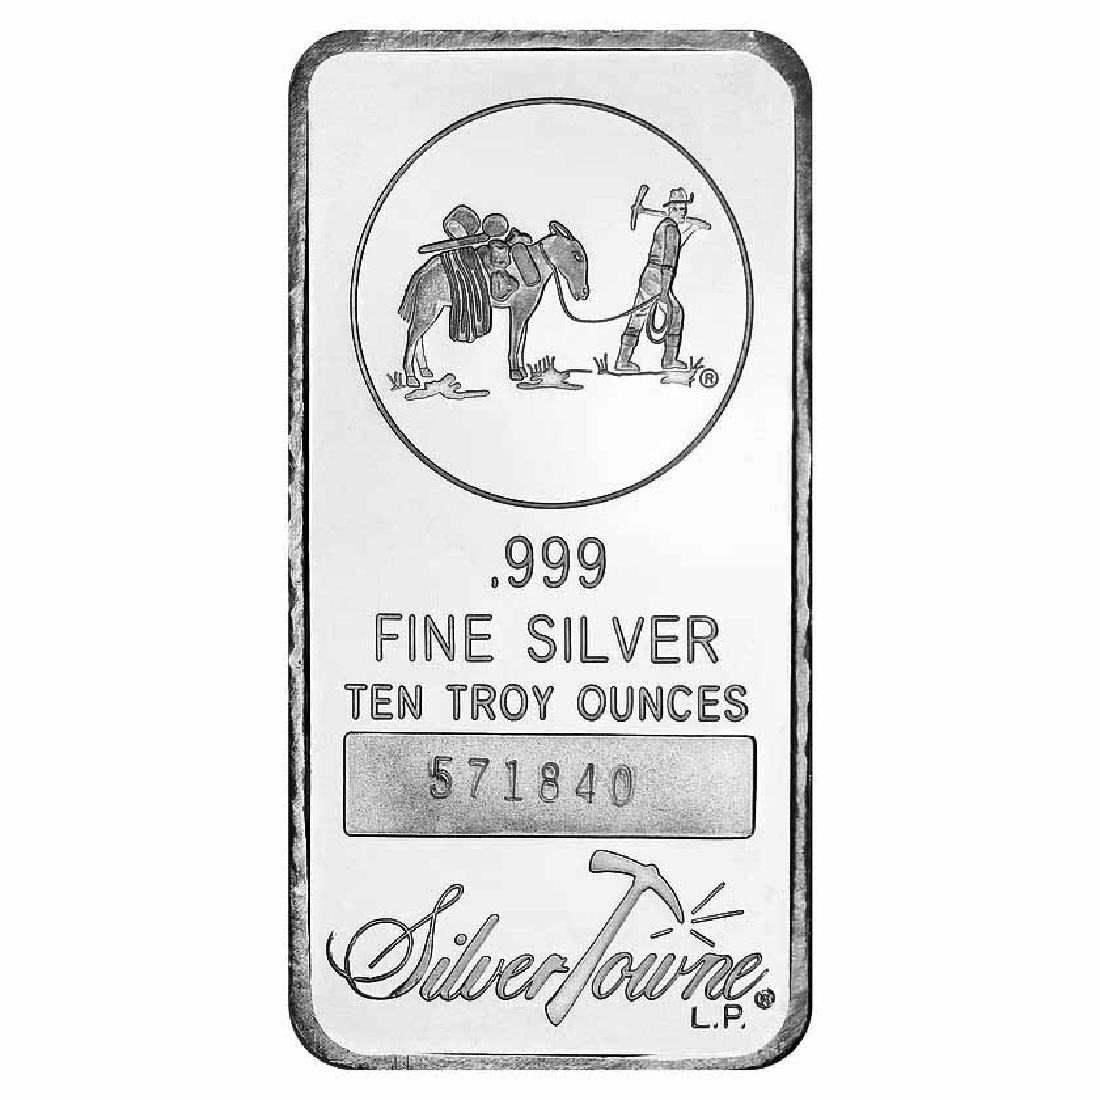 ®
.999
FINE SILVER
TEN TROY OUNCES
571840
SilverTowne®
L.P.